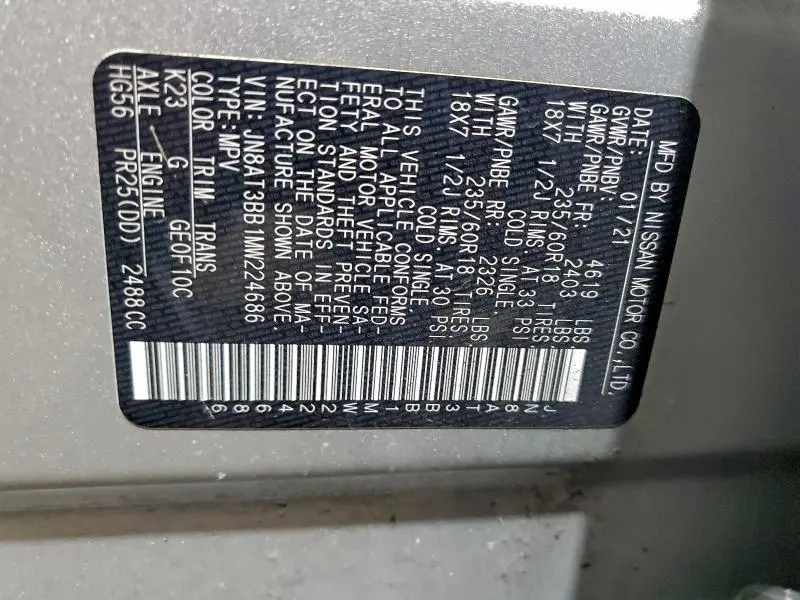 MFD BY NISSAN MOTOR CO.,LTD.
DATE: 01/21
GVWR/PNBV: 4619 LBS
GAWR/PNBE FR: 2403 LBS
WITH 235/60R18 TIRES
18X7 1/2J RIMS, AT 33 PSI
COLD SINGLE,
GAWR/PNBE RR: 2326 LBS
WITH 235/60R18 TIRES,
18X7 1/2J RIMS, AT 30 PSI
COLD SINGLE,
THIS VEHICLE CONFORMS
TO ALL APPLICABLE FED-
ERAL MOTOR VEHICLE SA-
FETY AND THEFT PREVEN-
TION STANDARDS IN EFF-
ECT ON THE DATE OF MA-
NUFACTURE SHOWN ABOVE.
VIN: JN8AT3BB1MW224686
TYPE:MPV
COLOR TRIM TRANS
K23 G GE0F10C
AXLE ENGINE
HG56 PR25(DD) 2488CC
JN8AT3BB1MW224686